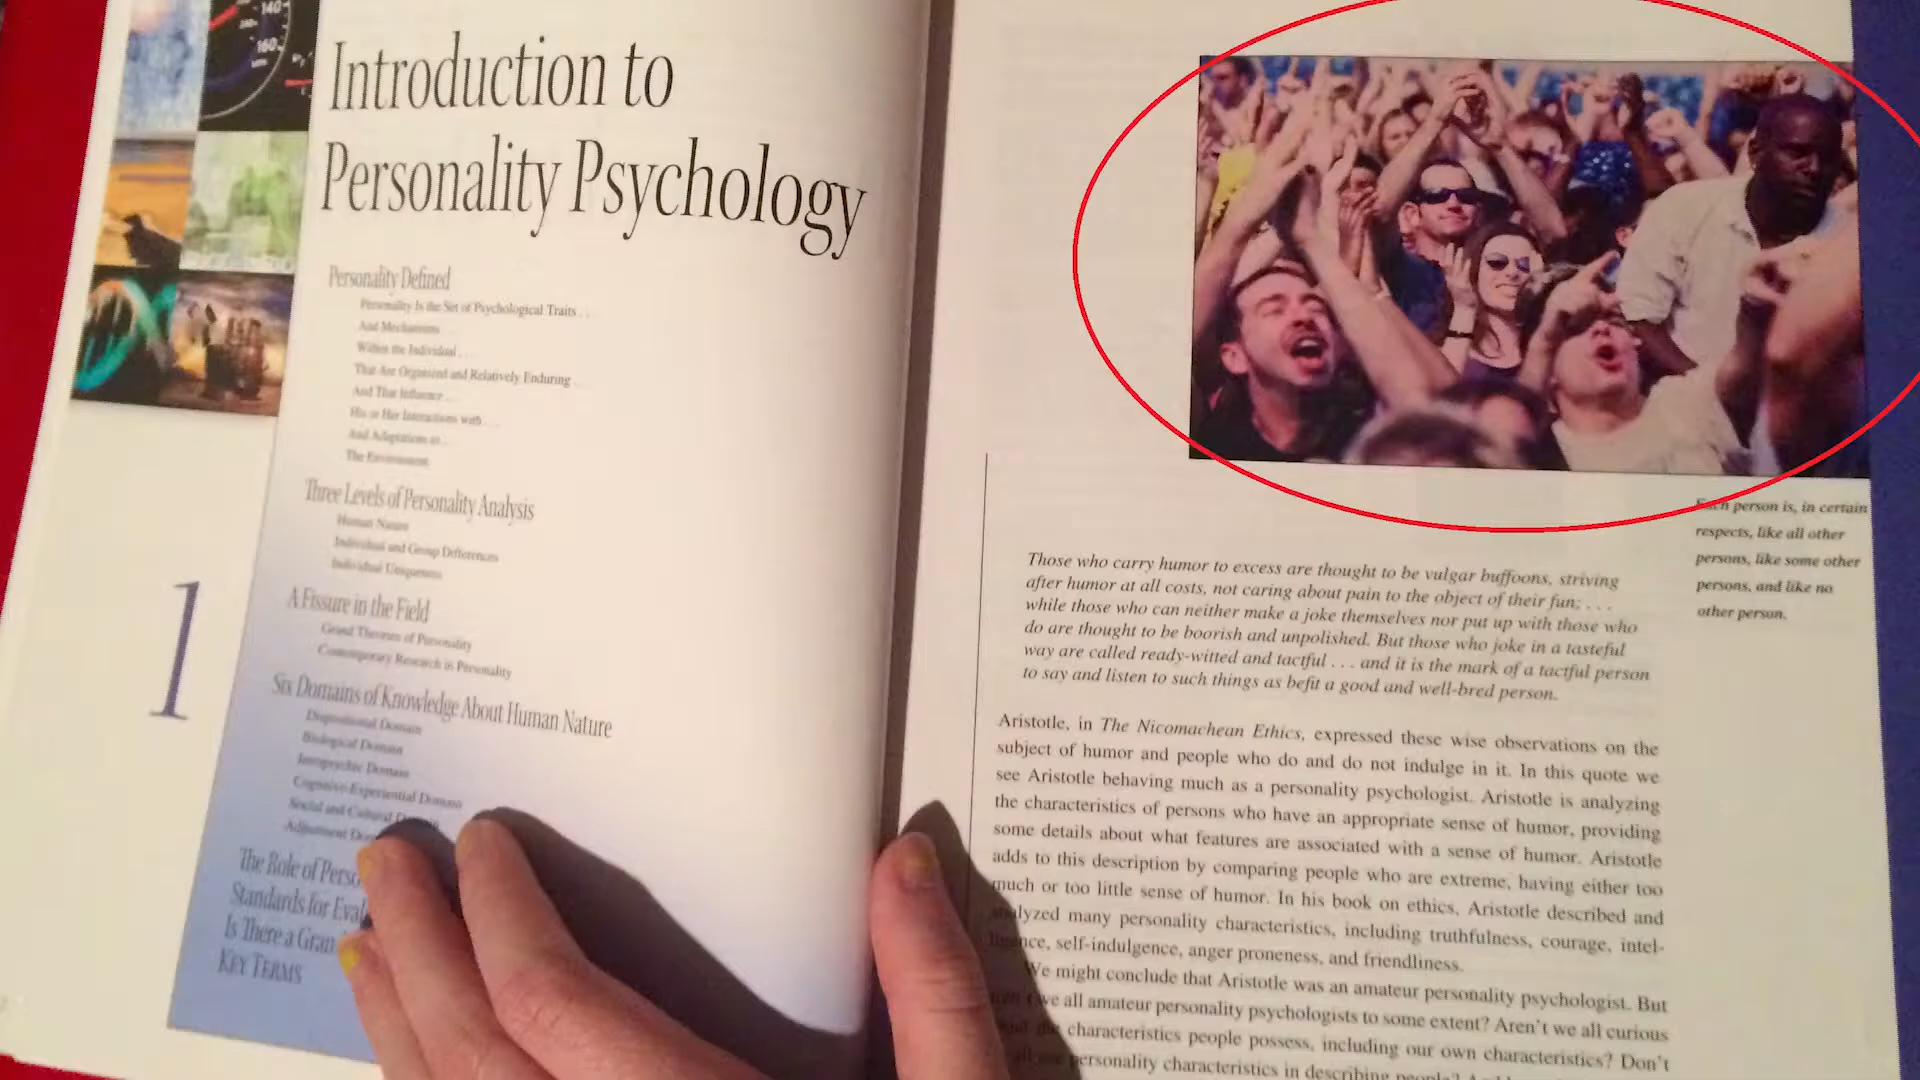 140
160
Introduction to
Personality Psychology
Personality Defined
Personality Is the Set of Psychological Traits . . .
And Mechanisms . . .
Within the Individual . . .
That Are Organized and Relatively Enduring . . .
And That Influence . . .
His or Her Interactions with . . .
And Adaptations to . . .
The Environment
Three Levels of Personality Analysis
Human Nature
Individual and Group Differences
Individual Uniqueness
A Fissure in the Field
Grand Theories of Personality
Contemporary Research in Personality
Six Domains of Knowledge About Human Nature
Dispositional Domain
Biological Domain
Intrapsychic Domain
Cognitive-Experiential Domain
Social and Cultural
Adjustment
The Role of
Standards for
Is There a
KEY TERMS
1
Each person is, in certain
respects, like all other
persons, like some other
persons, and like no
other person.
Those who carry humor to excess are thought to be vulgar buffoons, striving
after humor at all costs, not caring about pain to the object of their fun; . . .
while those who can neither make a joke themselves nor put up with those who
do are thought to be boorish and unpolished. But those who joke in a tasteful
way are called ready-witted and tactful . . . and it is the mark of a tactful person
to say and listen to such things as befit a good and well-bred person.
Aristotle, in The Nicomachean Ethics, expressed these wise observations on the
subject of humor and people who do and do not indulge in it. In this quote we
see Aristotle behaving much as a personality psychologist. Aristotle is analyzing
the characteristics of persons who have an appropriate sense of humor, providing
some details about what features are associated with a sense of humor. Aristotle
adds to this description by comparing people who are extreme, having either too
much or too little sense of humor. In his book on ethics, Aristotle described and
analyzed many personality characteristics, including truthfulness, courage, intel-
ligence, self-indulgence, anger proneness, and friendliness.
We might conclude that Aristotle was an amateur personality psychologist. But
we all amateur personality psychologists to some extent? Aren't we all curious
characteristics people possess, including our own characteristics? Don't
personality characteristics in describing people?